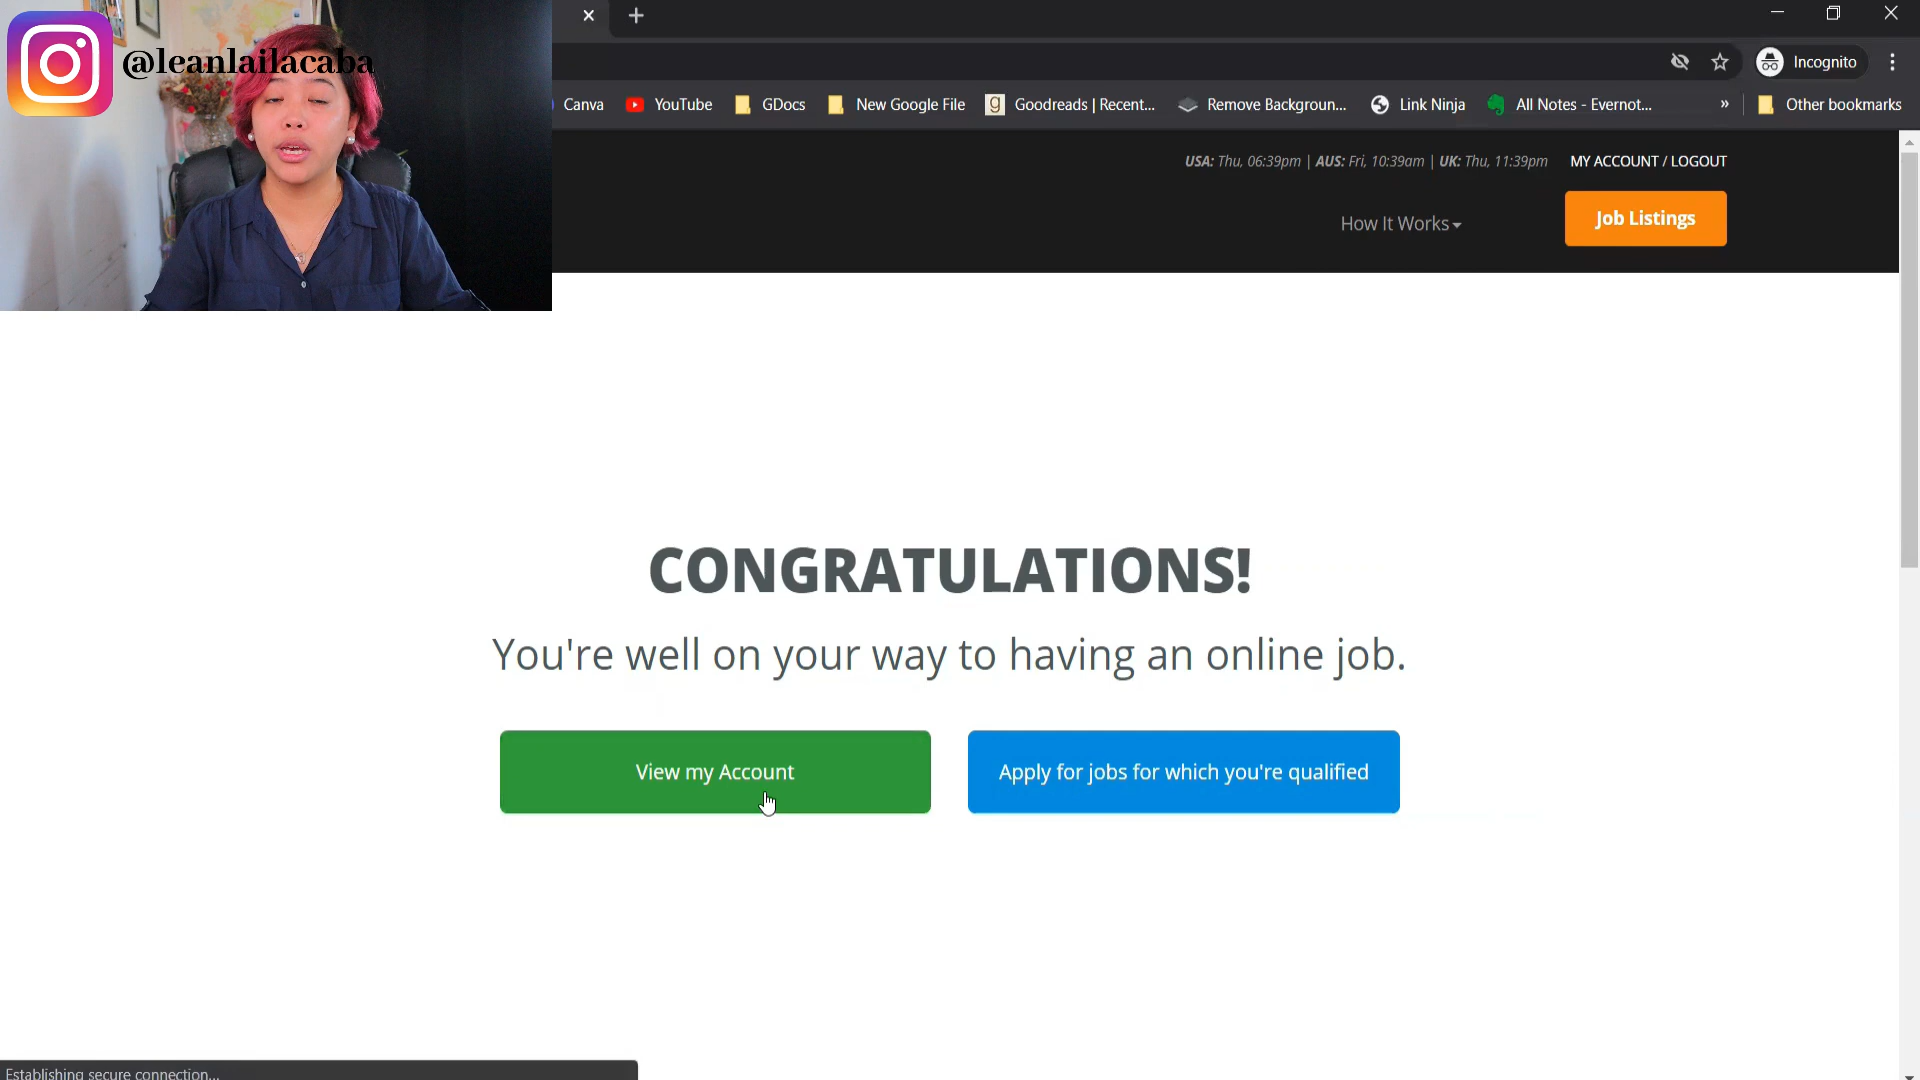 @leanlailacaba
Incognito
Canva YouTube GDocs New Google File Goodreads | Recent... Remove Backgroun... Link Ninja All Notes - Evernot... » Other bookmarks
USA: Thu, 06:39pm | AUS: Fri, 10:39am | UK: Thu, 11:39pm MY ACCOUNT / LOGOUT
How It Works
Job Listings
CONGRATULATIONS!
You're well on your way to having an online job.
View my Account
Apply for jobs for which you're qualified
Establishing secure connection...